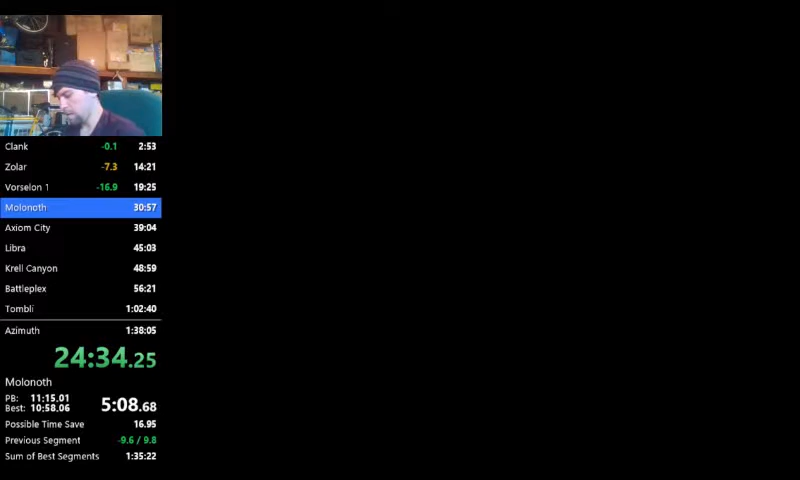 Clank -0.1 2:53
Zolar -7.3 14:21
Vorselon 1 -16.9 19:25
Molonoth 30:57
Axiom City 39:04
Libra 45:03
Krell Canyon 48:59
Battleplex 56:21
Tombli 1:02:40
Azimuth 1:38:05
24:34.25
Molonoth
PB: 11:15.01
Best: 10:58.06
5:08.68
Possible Time Save 16.95
Previous Segment -9.6 / 9.8
Sum of Best Segments 1:35:22